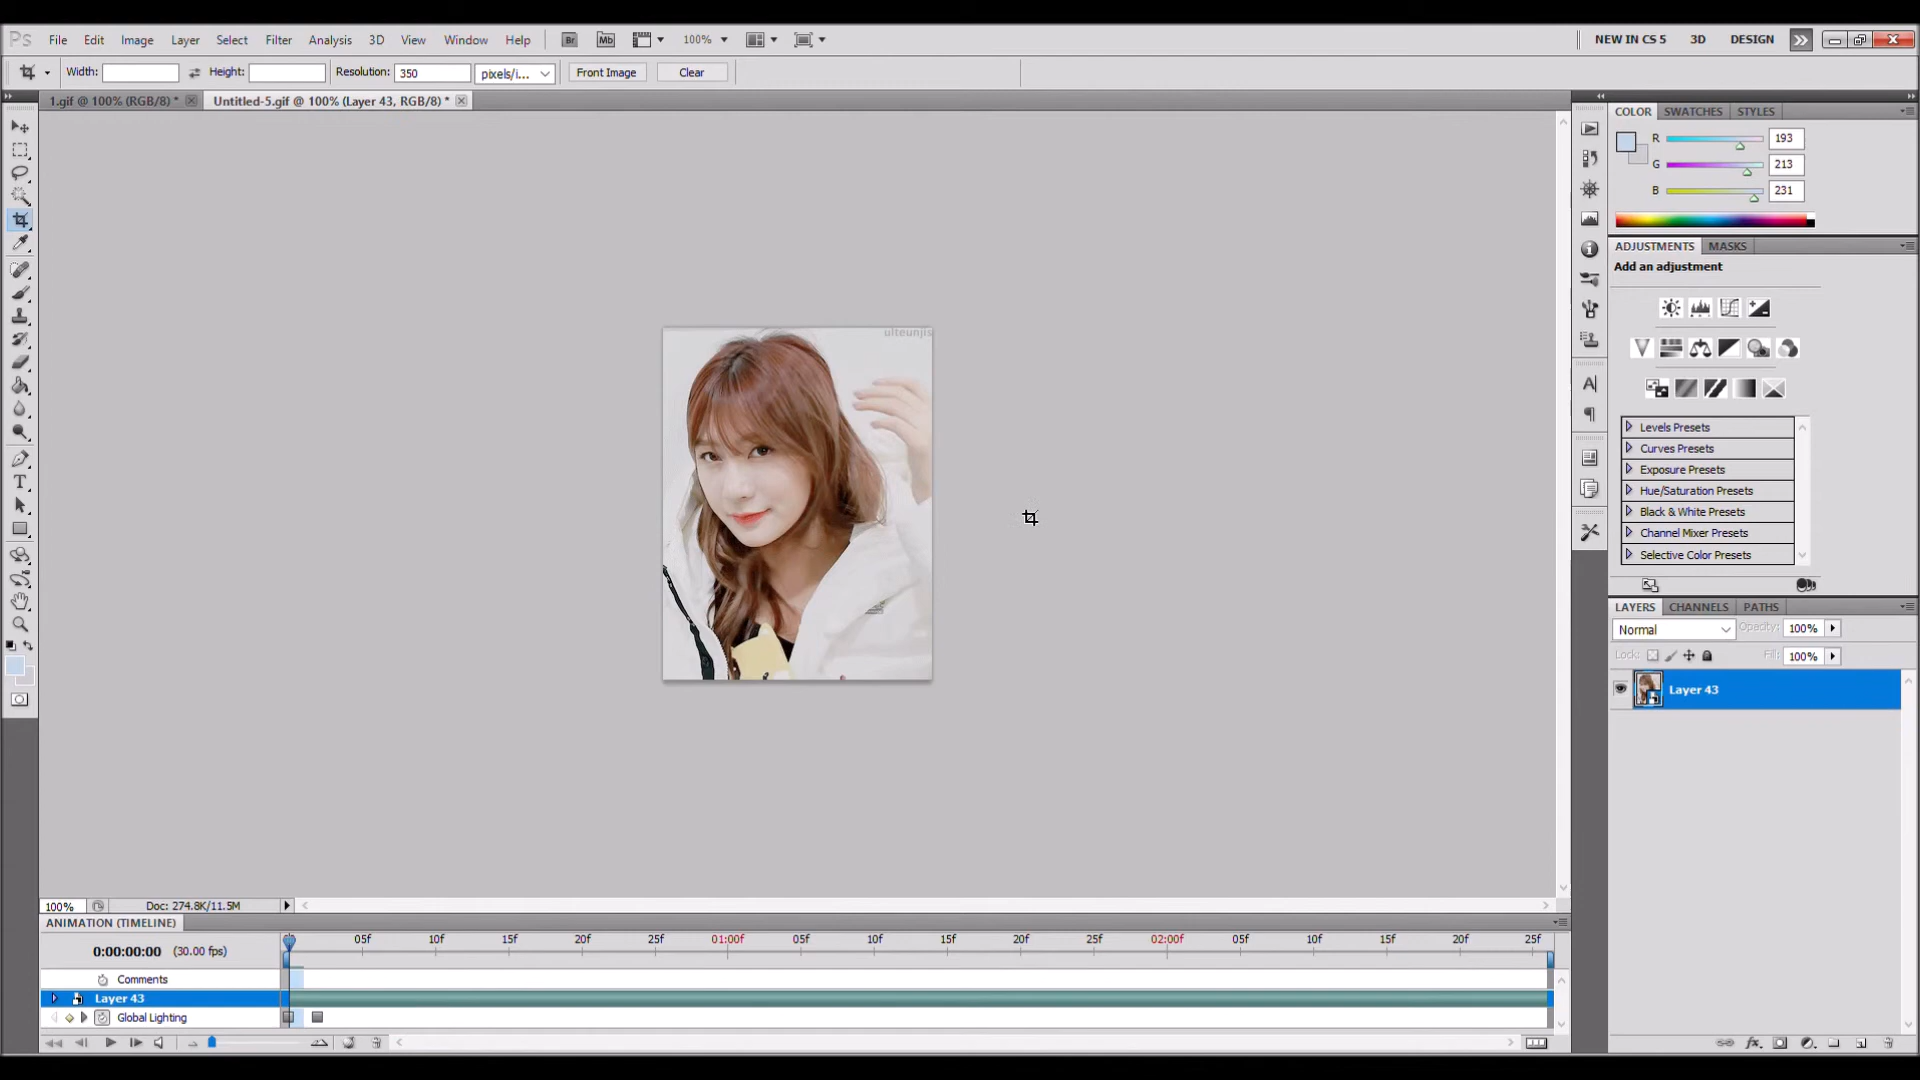 Ps File Edit Image Layer Select Filter Analysis 3D View Window Help Br Mb 100% NEW IN CS 5 3D DESIGN
Width: Height: Resolution: 350 pixels/i... Front Image Clear
1.gif @ 100% (RGB/8) * Untitled-5.gif @ 100% (Layer 43, RGB/8) *
COLOR SWATCHES STYLES
R 193
G 213
B 231
ADJUSTMENTS MASKS
Add an adjustment
Levels Presets
Curves Presets
Exposure Presets
Hue/Saturation Presets
Black & White Presets
Channel Mixer Presets
Selective Color Presets
LAYERS CHANNELS PATHS
Normal Opacity: 100%
Lock: Fill: 100%
Layer 43
ulteunjis
100% Doc: 274.8K/11.5M
ANIMATION (TIMELINE)
0:00:00:00 (30.00 fps) 05f 10f 15f 20f 25f 01:00f 05f 10f 15f 20f 25f 02:00f 05f 10f 15f 20f 25f
Comments
Layer 43
Global Lighting